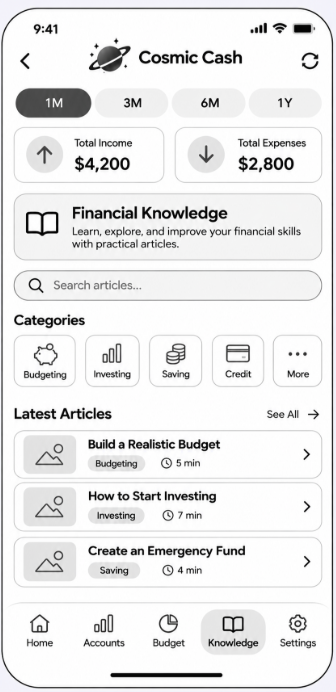 9:41
Cosmic Cash
1M 3M 6M 1Y
Total Income
$4,200
Total Expenses
$2,800
Financial Knowledge
Learn, explore, and improve your financial skills
with practical articles.
Search articles...
Categories
Budgeting Investing Saving Credit More
Latest Articles See All
Build a Realistic Budget
Budgeting 5 min
How to Start Investing
Investing 7 min
Create an Emergency Fund
Saving 4 min
Home Accounts Budget Knowledge Settings